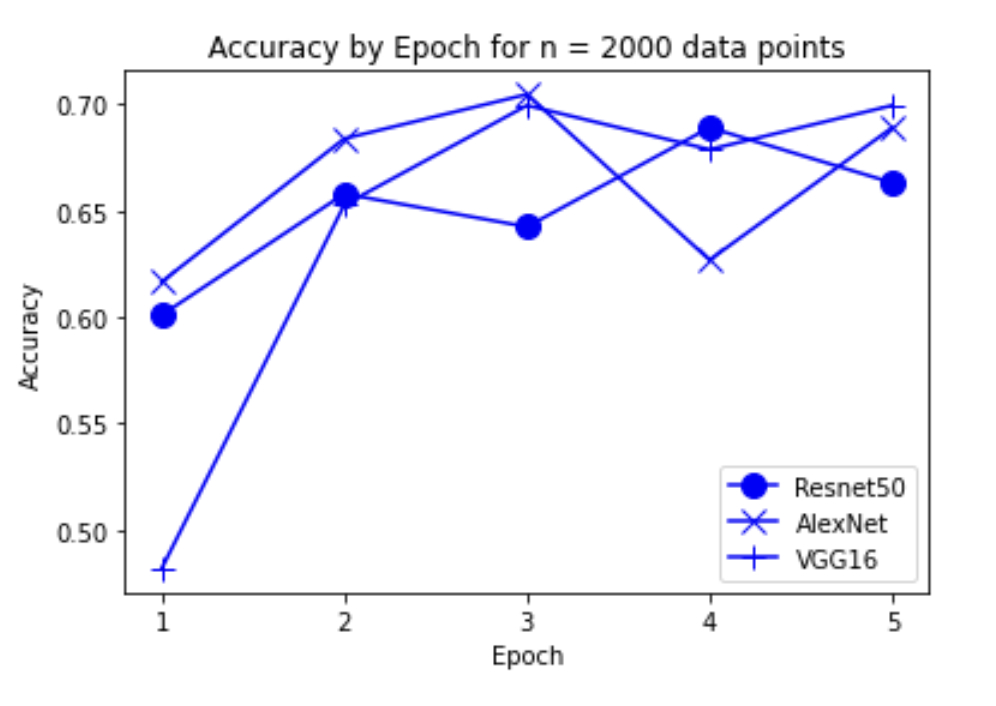 Accuracy by Epoch for n = 2000 data points
0.70
0.65
0.60
0.55
0.50
Accuracy
Resnet50
AlexNet
VGG16
1 2 3 4 5
Epoch